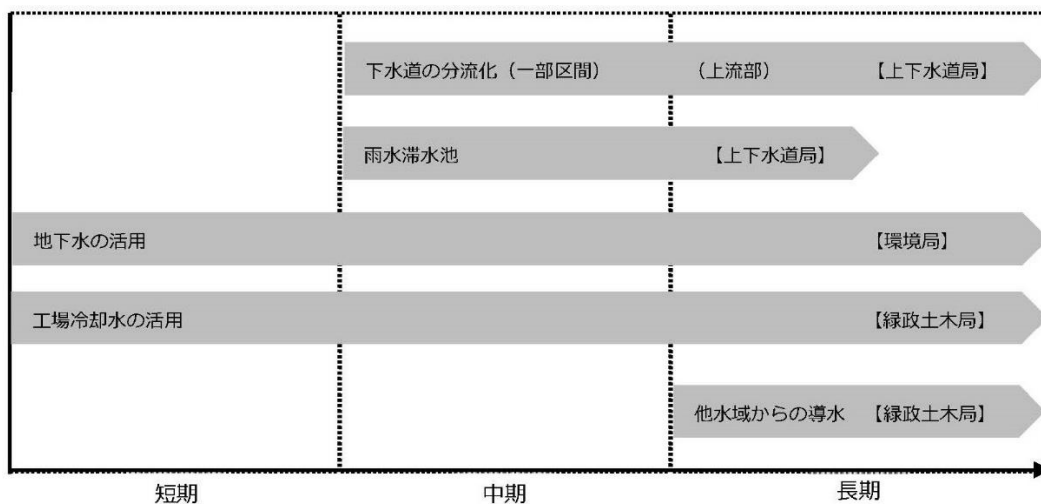 下水道の分流化（一部区間） （上流部） 【上下水道局】
雨水滞水池 【上下水道局】
地下水の活用 【環境局】
工場冷却水の活用 【緑政土木局】
他水域からの導水 【緑政土木局】
短期 中期 長期